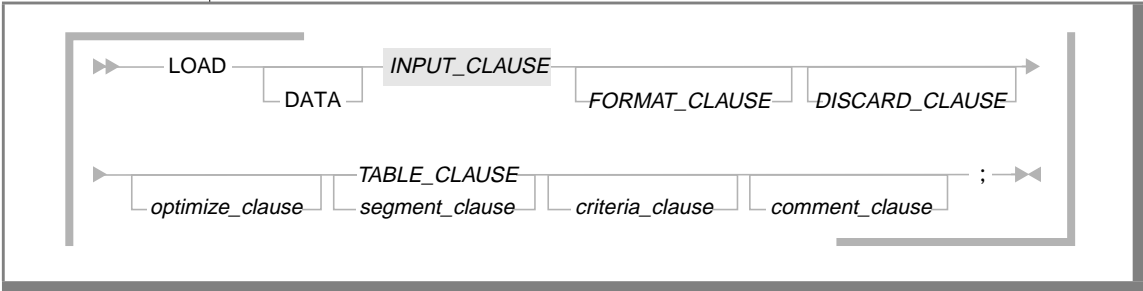 LOAD INPUT_CLAUSE
DATA FORMAT_CLAUSE DISCARD_CLAUSE
TABLE_CLAUSE ;
optimize_clause segment_clause criteria_clause comment_clause